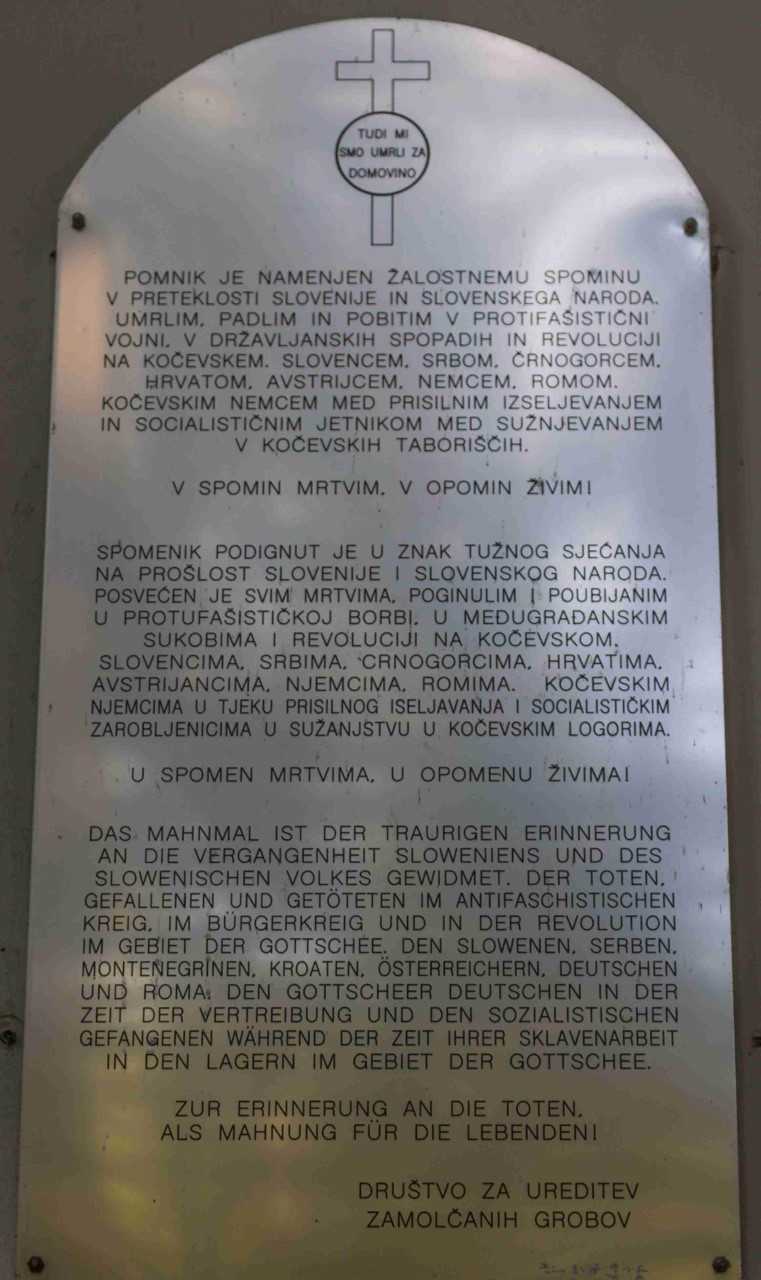 TUDI MI
SMO UMRLI ZA
DOMOVINO
POMNIK JE NAMENJEN ŽALOSTNEMU SPOMINU
V PRETEKLOSTI SLOVENIJE IN SLOVENSKEGA NARODA.
UMRLIM, PADLIM IN POBITIM V PROTIFAŠISTIČNI
VOJNI, V DRŽAVLJANSKIH SPOPADIH IN REVOLUCIJI
NA KOČEVSKEM. SLOVENCEM, SRBOM, ČRNOGORCEM,
HRVATOM, AVSTRIJCEM, NEMCEM, ROMOM.
KOČEVSKIM NEMCEM MED PRISILNIM IZSELJEVANJEM
IN SOCIALISTIČNIM JETNIKOM MED SUŽNJEVANJEM
V KOČEVSKIH TABORIŠČIH.
V SPOMIN MRTVIM, V OPOMIN ŽIVIM!
SPOMENIK PODIGNUT JE U ZNAK TUŽNOG SJEĆANJA
NA PROŠLOST SLOVENIJE I SLOVENSKOG NARODA.
POSVEĆEN JE SVIM MRTVIMA, POGINULIM I POUBIJANIM
U PROTUFAŠISTIČKOJ BORBI, U MEĐUGRAĐANSKIM
SUKOBIMA I REVOLUCIJI NA KOČEVSKOM.
SLOVENCIMA, SRBIMA, CRNOGORCIMA, HRVATIMA,
AVSTRIJANCIMA, NJEMCIMA, ROMIMA. KOČEVSKIM
NJEMCIMA U TJEKU PRISILNOG ISELJAVANJA I SOCIALISTIČKIM
ZAROBLJENICIMA U SUŽANJSTVU U KOČEVSKIM LOGORIMA.
U SPOMEN MRTVIMA, U OPOMENU ŽIVIMA!
DAS MAHNMAL IST DER TRAURIGEN ERINNERUNG
AN DIE VERGANGENHEIT SLOWENIENS UND DES
SLOWENISCHEN VOLKES GEWIDMET. DER TOTEN,
GEFALLENEN UND GETÖTETEN IM ANTIFASCHISTISCHEN
KREIG, IM BÜRGERKREIG UND IN DER REVOLUTION
IM GEBIET DER GOTTSCHEE. DEN SLOWENEN, SERBEN,
MONTENEGRINEN, KROATEN, ÖSTERREICHERN, DEUTSCHEN
UND ROMA. DEN GOTTSCHEER DEUTSCHEN IN DER
ZEIT DER VERTREIBUNG UND DEN SOZIALISTISCHEN
GEFANGENEN WÄHREND DER ZEIT IHRER SKLAVENARBEIT
IN DEN LAGERN IM GEBIET DER GOTTSCHEE.
ZUR ERINNERUNG AN DIE TOTEN,
ALS MAHNUNG FÜR DIE LEBENDEN!
DRUŠTVO ZA UREDITEV
ZAMOLČANIH GROBOV